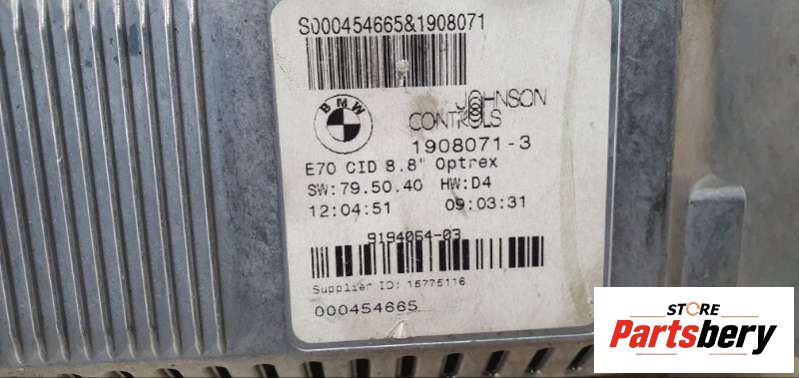 S000454665&1908071
BMW
JOHNSON
CONTROLS
1908071-3
E70 CID 8.8" Optrex
SW:79.50.40 HW:D4
12:04:51 09:03:31
9194064-03
Supplier ID: 15775116
000454665
STORE
Partsbery